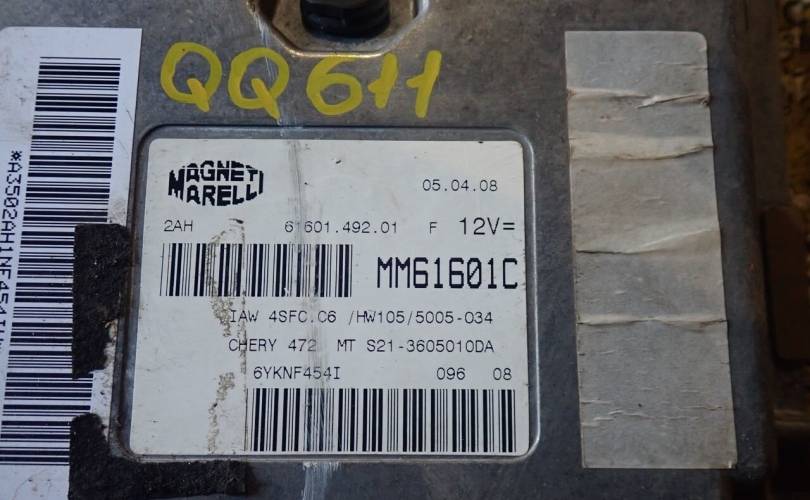 QQ611
MAGNETI
MARELLI
05.04.08
2AH 61601.492.01 F 12V=
MM61601C
IAW 4SFC.C6 /HW105/5005-034
CHERY 472 MT S21-3605010DA
6YKNF454I 096 08